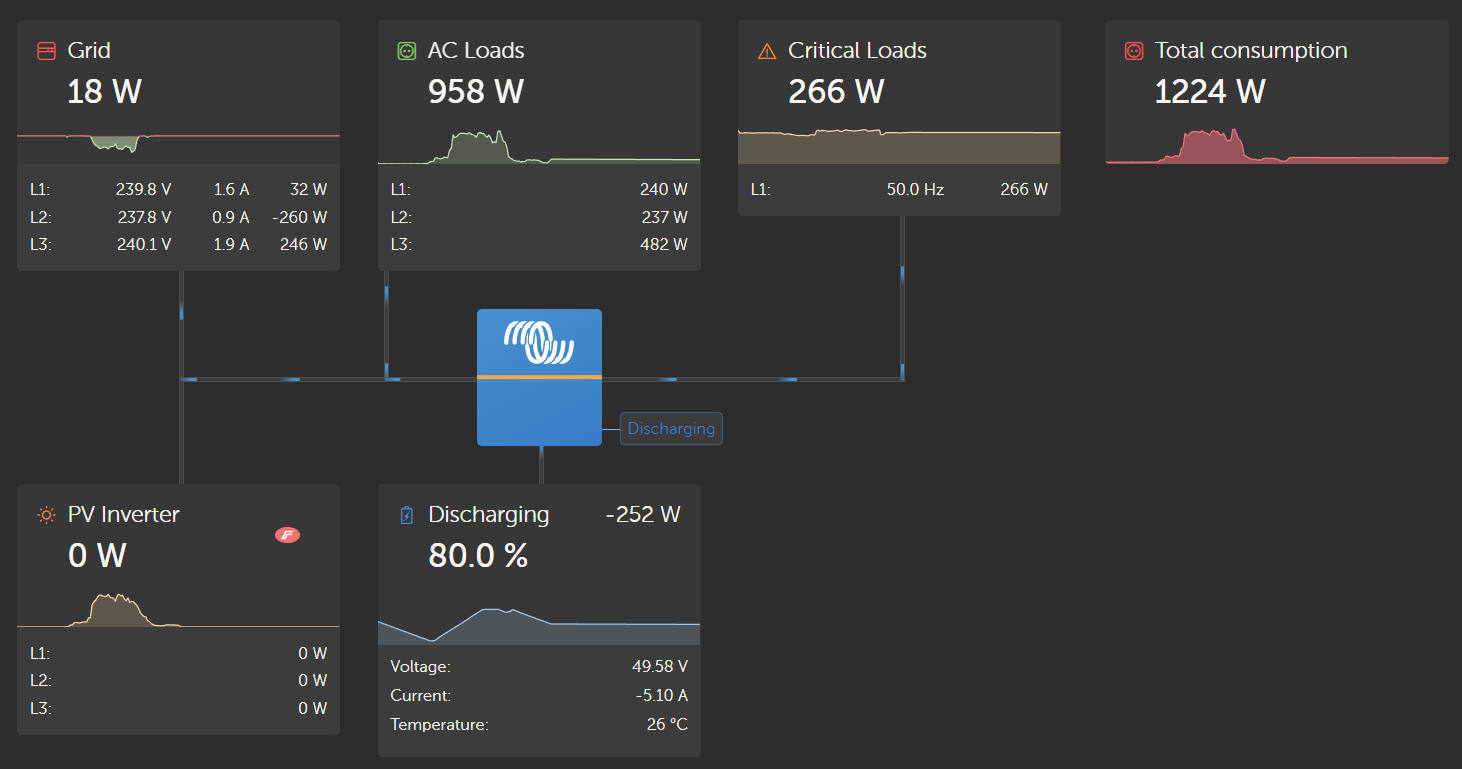 Grid
18 W
L1: 239.8 V 1.6 A 32 W
L2: 237.8 V 0.9 A -260 W
L3: 240.1 V 1.9 A 246 W
AC Loads
958 W
L1: 240 W
L2: 237 W
L3: 482 W
Critical Loads
266 W
L1: 50.0 Hz 266 W
Total consumption
1224 W
Discharging
PV Inverter
0 W
L1: 0 W
L2: 0 W
L3: 0 W
Discharging -252 W
80.0 %
Voltage: 49.58 V
Current: -5.10 A
Temperature: 26 °C